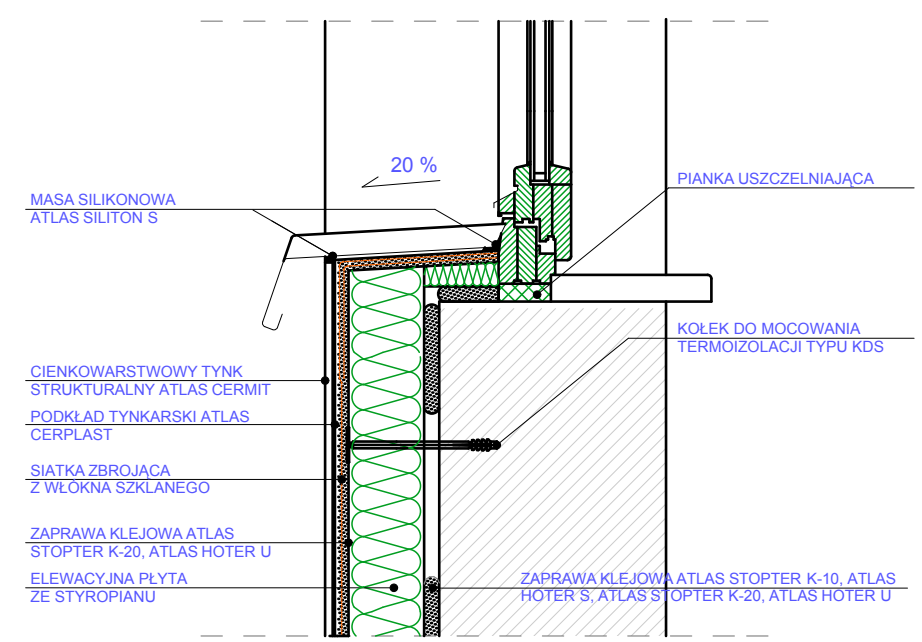 20 %
MASA SILIKONOWA
ATLAS SILITON S
PIANKA USZCZELNIAJĄCA
KOŁEK DO MOCOWANIA
TERMOIZOLACJI TYPU KDS
CIENKOWARSTWOWY TYNK
STRUKTURALNY ATLAS CERMIT
PODKŁAD TYNKARSKI ATLAS
CERPLAST
SIATKA ZBROJĄCA
Z WŁÓKNA SZKLANEGO
ZAPRAWA KLEJOWA ATLAS
STOPTER K-20, ATLAS HOTER U
ELEWACYJNA PŁYTA
ZE STYROPIANU
ZAPRAWA KLEJOWA ATLAS STOPTER K-10, ATLAS
HOTER S, ATLAS STOPTER K-20, ATLAS HOTER U